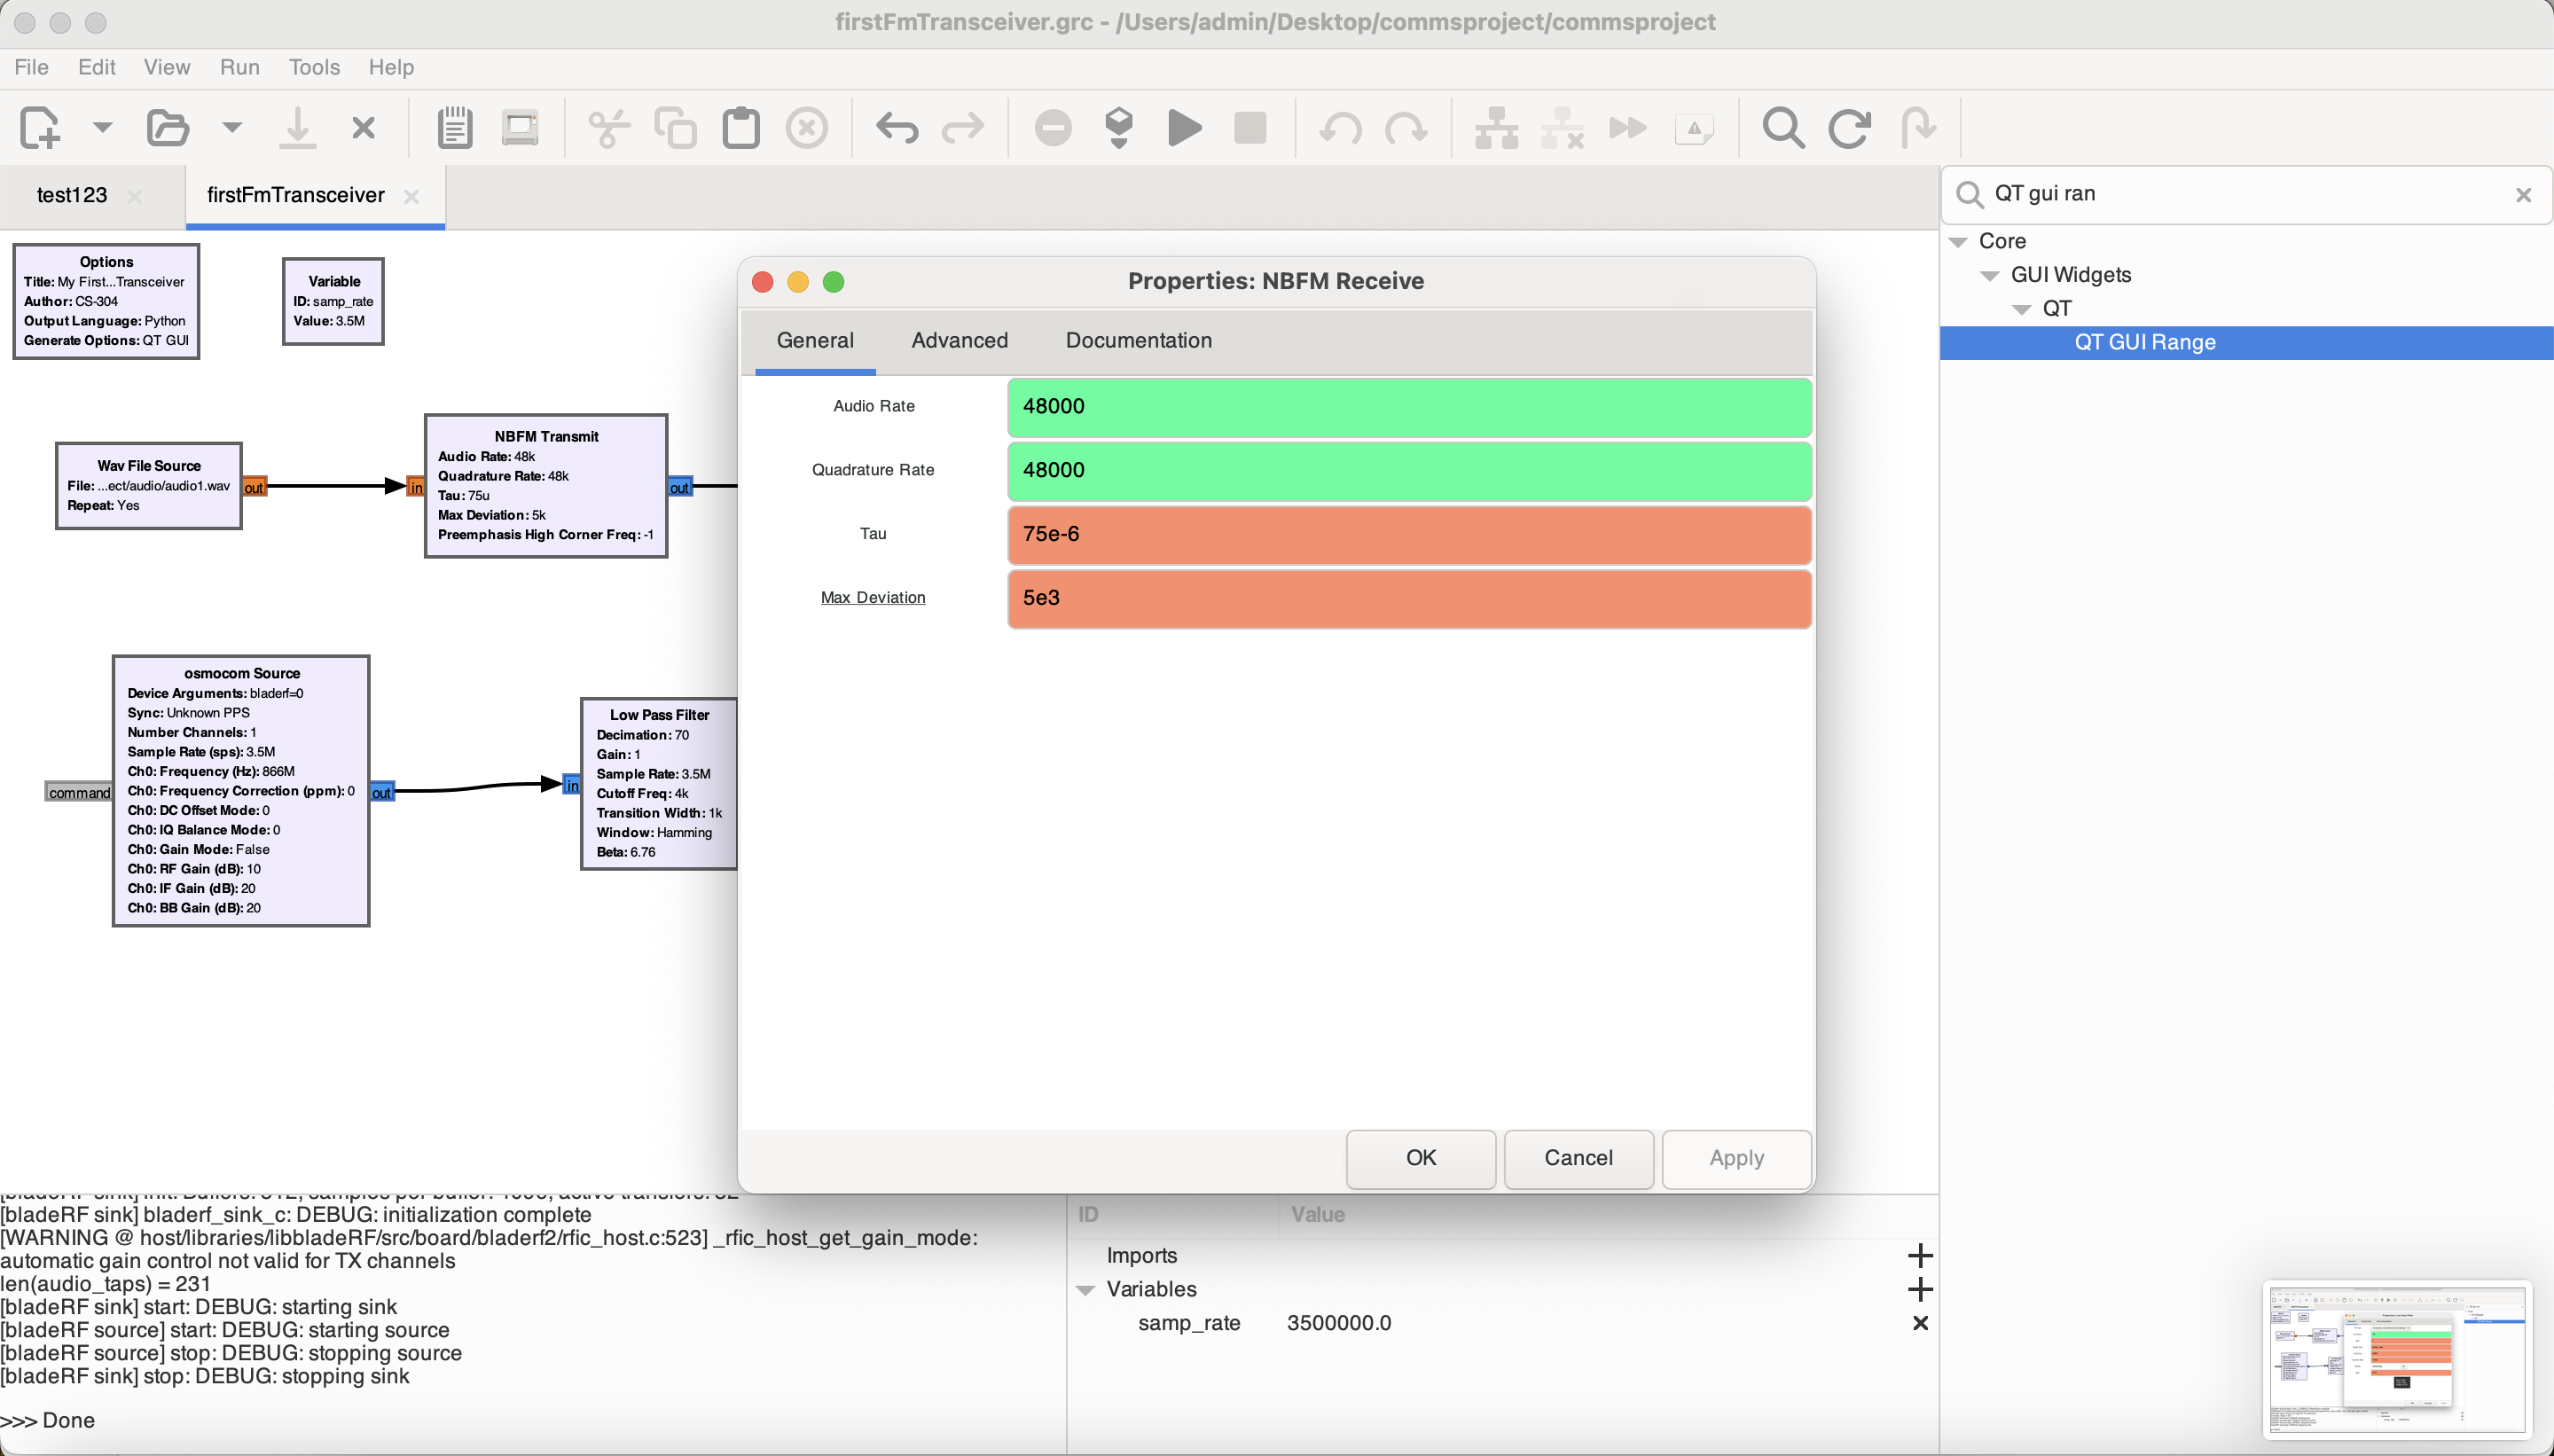 firstFmTransceiver.grc - /Users/admin/Desktop/commsproject/commsproject
File Edit View Run Tools Help
test123
firstFmTransceiver
QT gui ran
Core
GUI Widgets
QT
QT GUI Range
Options
Title: My First...Transceiver
Author: CS-304
Output Language: Python
Generate Options: QT GUI
Variable
ID: samp_rate
Value: 3.5M
Wav File Source
File: ...ect/audio/audio1.wav
Repeat: Yes
out
in
NBFM Transmit
Audio Rate: 48k
Quadrature Rate: 48k
Tau: 75u
Max Deviation: 5k
Preemphasis High Corner Freq: -1
out
osmocom Source
Device Arguments: bladerf=0
Sync: Unknown PPS
Number Channels: 1
Sample Rate (sps): 3.5M
Ch0: Frequency (Hz): 866M
Ch0: Frequency Correction (ppm): 0
Ch0: DC Offset Mode: 0
Ch0: IQ Balance Mode: 0
Ch0: Gain Mode: False
Ch0: RF Gain (dB): 10
Ch0: IF Gain (dB): 20
Ch0: BB Gain (dB): 20
command
out
in
Low Pass Filter
Decimation: 70
Gain: 1
Sample Rate: 3.5M
Cutoff Freq: 4k
Transition Width: 1k
Window: Hamming
Beta: 6.76
Properties: NBFM Receive
General Advanced Documentation
Audio Rate 48000
Quadrature Rate 48000
Tau 75e-6
Max Deviation 5e3
OK Cancel Apply
[bladeRF sink] bladerf_sink_c: DEBUG: initialization complete
[WARNING @ host/libraries/libbladeRF/src/board/bladerf2/rfic_host.c:523] _rfic_host_get_gain_mode:
automatic gain control not valid for TX channels
len(audio_taps) = 231
[bladeRF sink] start: DEBUG: starting sink
[bladeRF source] start: DEBUG: starting source
[bladeRF source] stop: DEBUG: stopping source
[bladeRF sink] stop: DEBUG: stopping sink
>>> Done
ID Value
Imports
Variables
samp_rate 3500000.0